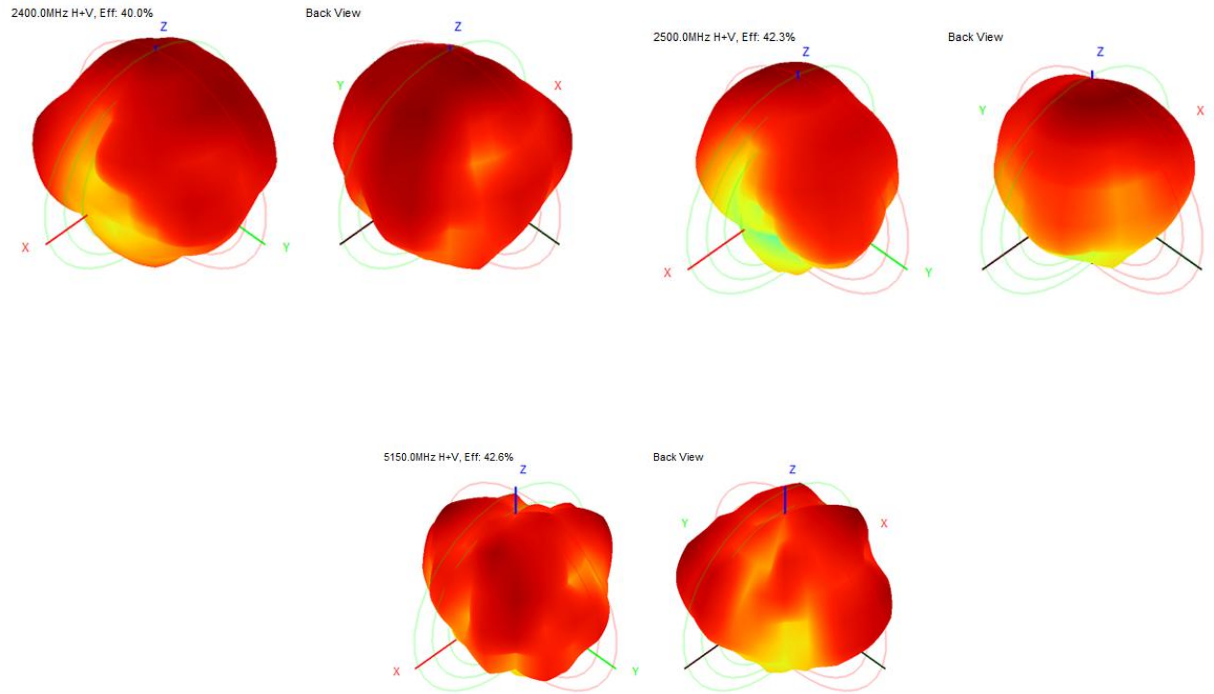 2400.0MHz H+V, Eff: 40.0%
Back View
Z
Z
Y
X
X
Y
2500.0MHz H+V, Eff: 42.3%
Back View
Z
Z
Y
X
X
Y
5150.0MHz H+V, Eff: 42.6%
Back View
Z
Z
Y
X
X
Y